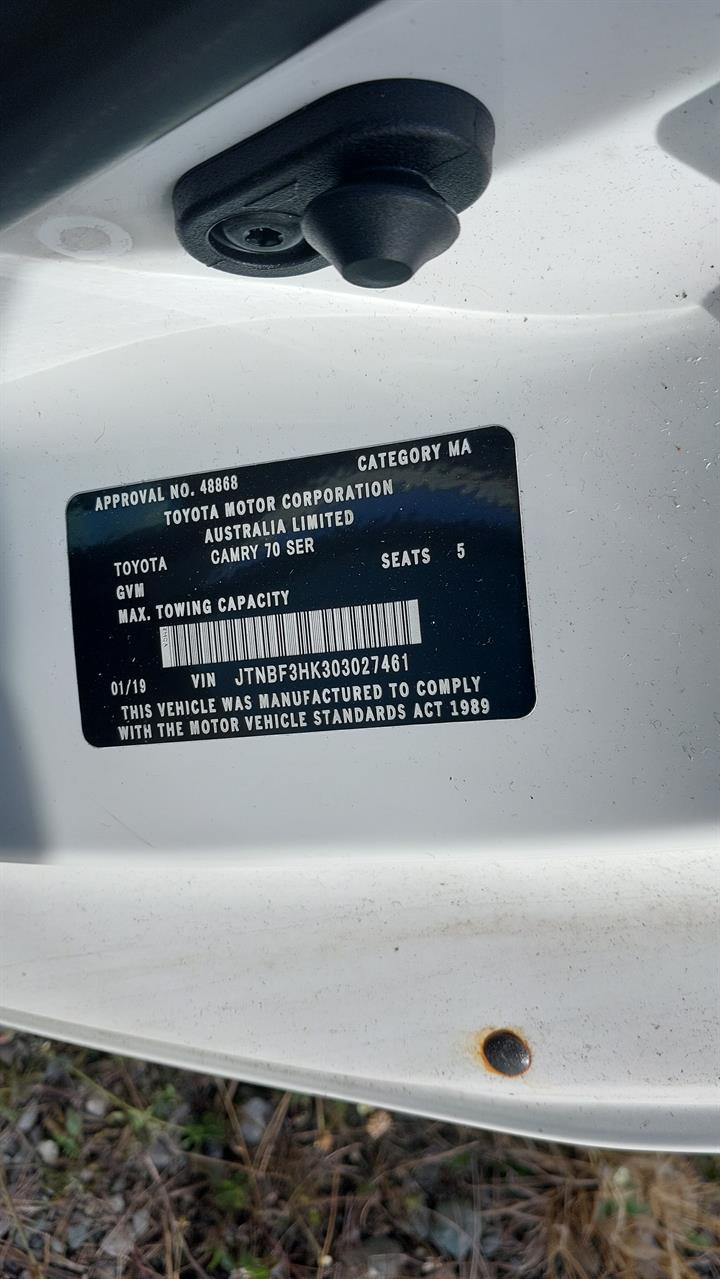 APPROVAL NO. 48868 CATEGORY MA
TOYOTA MOTOR CORPORATION
AUSTRALIA LIMITED
TOYOTA CAMRY 70 SER
GVM SEATS 5
MAX. TOWING CAPACITY
01/19 VIN JTNBF3HK303027461
THIS VEHICLE WAS MANUFACTURED TO COMPLY
WITH THE MOTOR VEHICLE STANDARDS ACT 1989